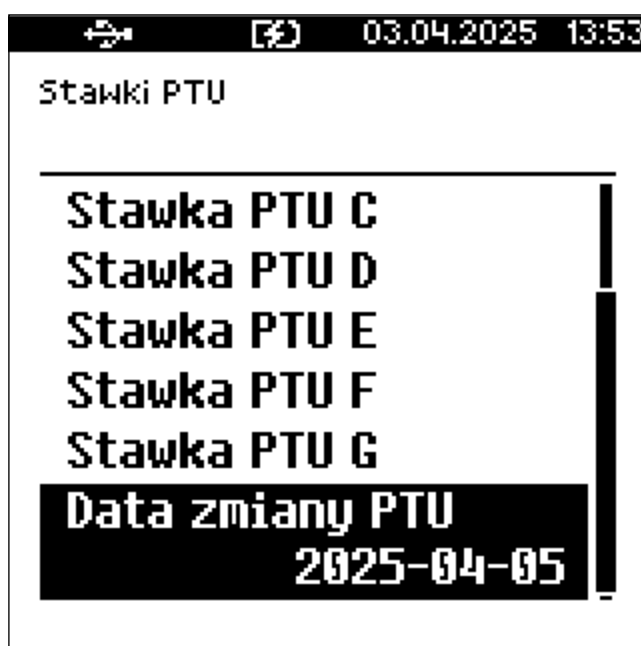 03.04.2025 13:53
Stawki PTU
Stawka PTU C
Stawka PTU D
Stawka PTU E
Stawka PTU F
Stawka PTU G
Data zmiany PTU
2025-04-05